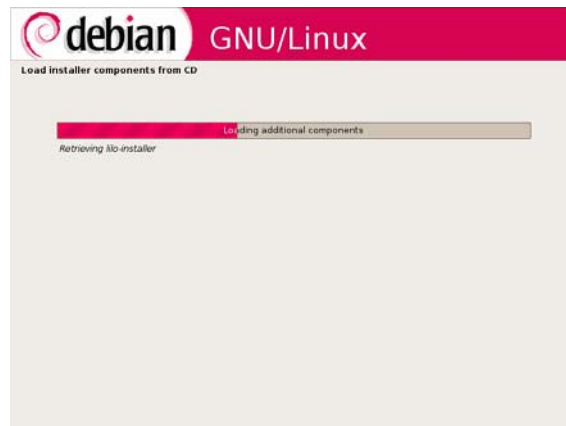 debian GNU/Linux
Load installer components from CD
Loading additional components
Retrieving lilo-installer